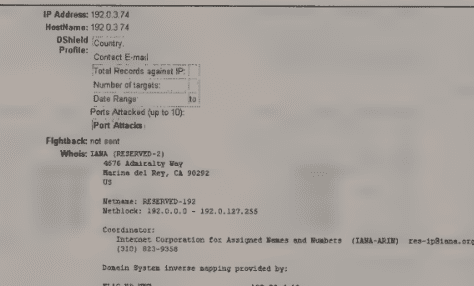 IP Address: 192.0.3.74
HostName: 192.0.3.74
DShield Profile:
Country:
Contact E-mail
Total Records against IP:
Number of targets:
Date Range to
Ports Attacked (up to 10):
Port Attacks
Fightback: not sent
Whois: IANA (RESERVED-2)
4676 Admiralty Way
Marina del Rey, CA 90292
US
Netname: RESERVED-192
Netblock: 192.0.0.0 - 192.0.127.255
Coordinator:
Internet Corporation for Assigned Names and Numbers (IANA-ARIN) res-ip@iana.org
(310) 823-9358
Domain System inverse mapping provided by: